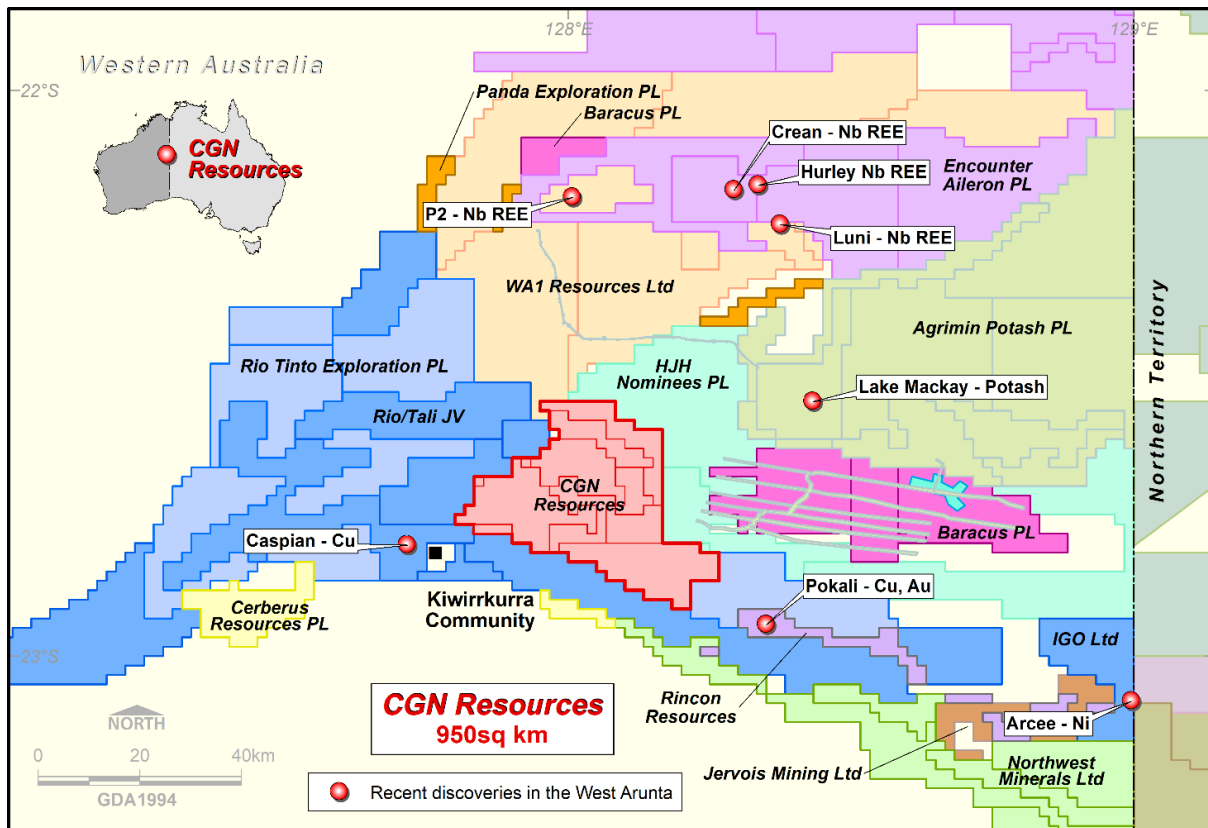 128°E
129°E
Western Australia
22°S
Panda Exploration PL
Baracus PL
CGN
Resources
Crean - Nb REE
Hurley Nb REE
Encounter
Aileron PL
P2 - Nb REE
Luni - Nb REE
WA1 Resources Ltd
Agrimin Potash PL
Northern Territory
Rio Tinto Exploration PL
HJH
Nominees PL
Lake Mackay - Potash
Rio/Tali JV
CGN
Resources
Caspian - Cu
Baracus PL
Kiwirrkurra
Community
Cerberus
Resources PL
Pokali - Cu, Au
23°S
IGO Ltd
CGN Resources
950sq km
Rincon
Resources
Arcee - Ni
NORTH
0 20 40km
GDA1994
Jervois Mining Ltd
Northwest
Minerals Ltd
Recent discoveries in the West Arunta